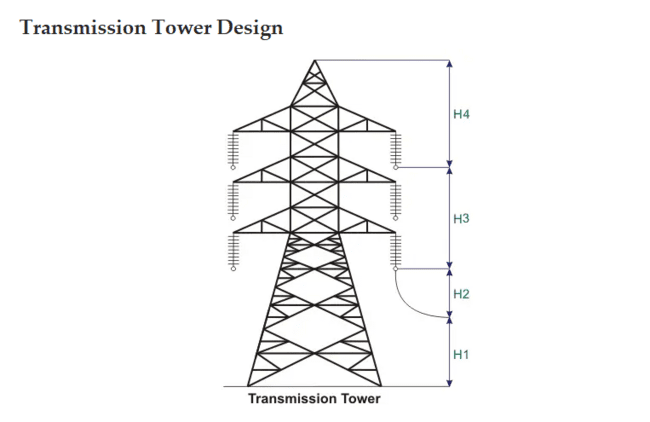 Transmission Tower Design
H4
H3
H2
H1
Transmission Tower